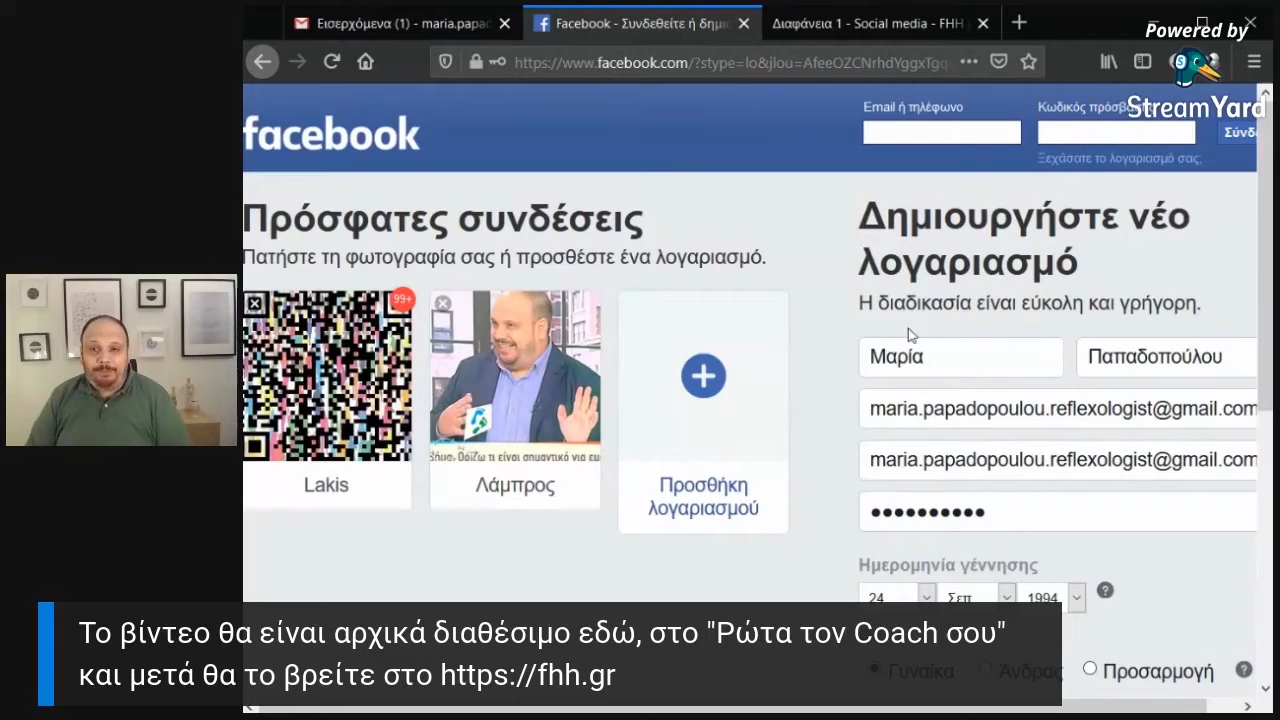 Εισερχόμενα (1) - maria.papad
Facebook - Συνδεθείτε ή δημι
Διαφάνεια 1 - Social media - FHH
Powered by
StreamYard
https://www.facebook.com/?stype=lo&jlou=AfeeOZCNrhdYggxTgq
facebook
Email ή τηλέφωνο
Κωδικός πρόσβασης
Σύνδε
Ξεχάσατε το λογαριασμό σας;
Πρόσφατες συνδέσεις
Πατήστε τη φωτογραφία σας ή προσθέστε ένα λογαριασμό.
99+
Lakis
Λάμπρος
Προσθήκη
λογαριασμού
Δημιουργήστε νέο
λογαριασμό
Η διαδικασία είναι εύκολη και γρήγορη.
Μαρία
Παπαδοπούλου
maria.papadopoulou.reflexologist@gmail.com
maria.papadopoulou.reflexologist@gmail.com
Ημερομηνία γέννησης
24 Σεπ 1994
Γυναίκα Άνδρας Προσαρμογή
Το βίντεο θα είναι αρχικά διαθέσιμο εδώ, στο "Ρώτα τον Coach σου"
και μετά θα το βρείτε στο https://fhh.gr